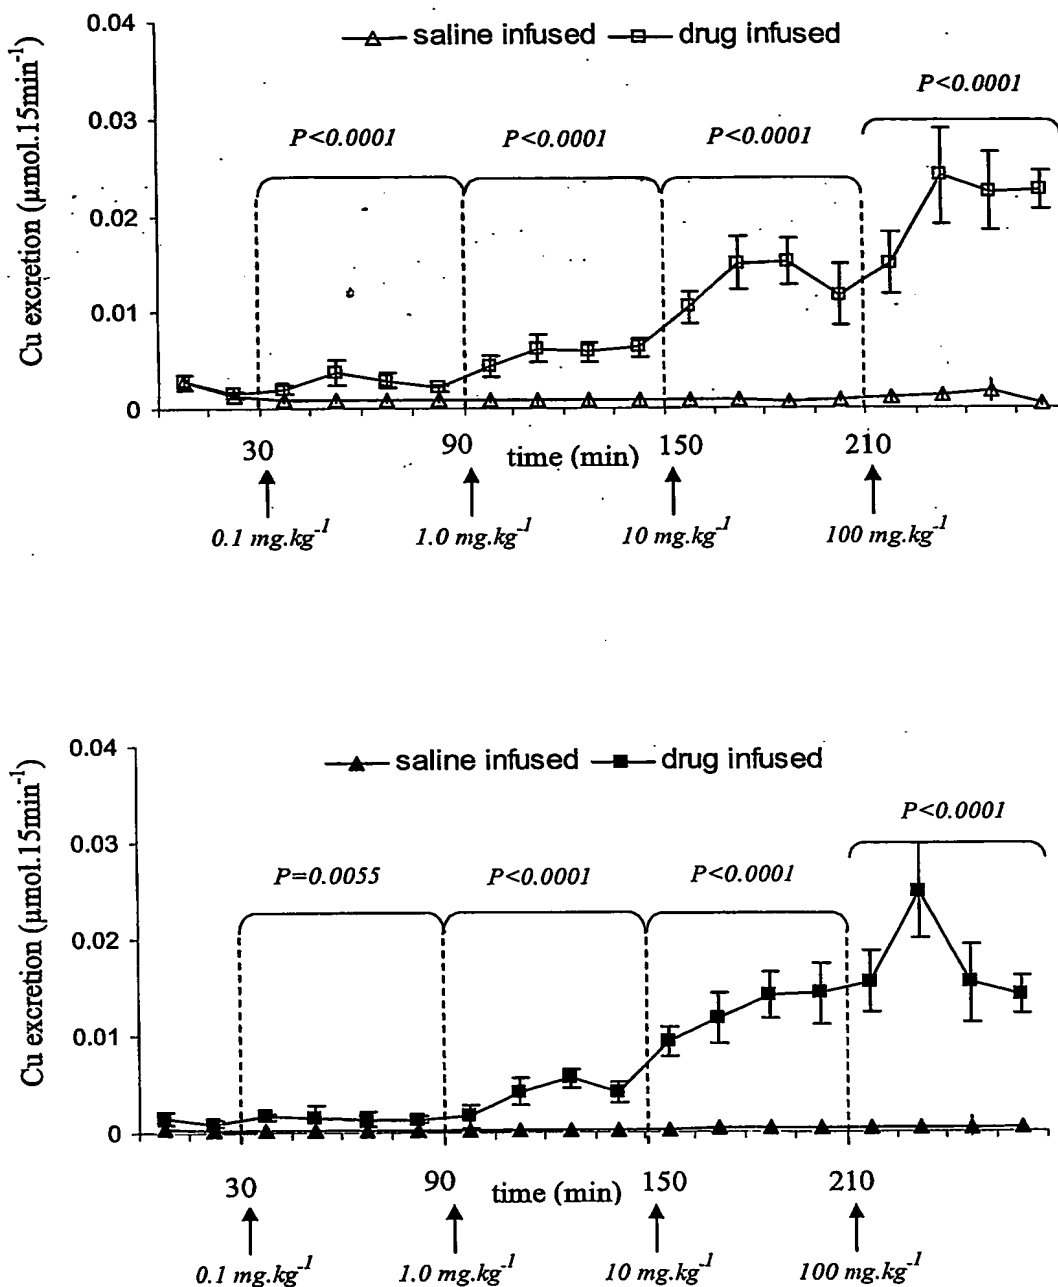 0.04
saline infused drug infused
Cu excretion (µmol.15min⁻¹)
P<0.0001
0.03
P<0.0001 P<0.0001 P<0.0001
0.02
0.01
0
30 90 time (min) 150 210
0.1 mg.kg⁻¹ 1.0 mg.kg⁻¹ 10 mg.kg⁻¹ 100 mg.kg⁻¹
0.04
saline infused drug infused
Cu excretion (µmol.15min⁻¹)
P<0.0001
0.03
P=0.0055 P<0.0001 P<0.0001
0.02
0.01
0
30 90 time (min) 150 210
0.1 mg.kg⁻¹ 1.0 mg.kg⁻¹ 10 mg.kg⁻¹ 100 mg.kg⁻¹